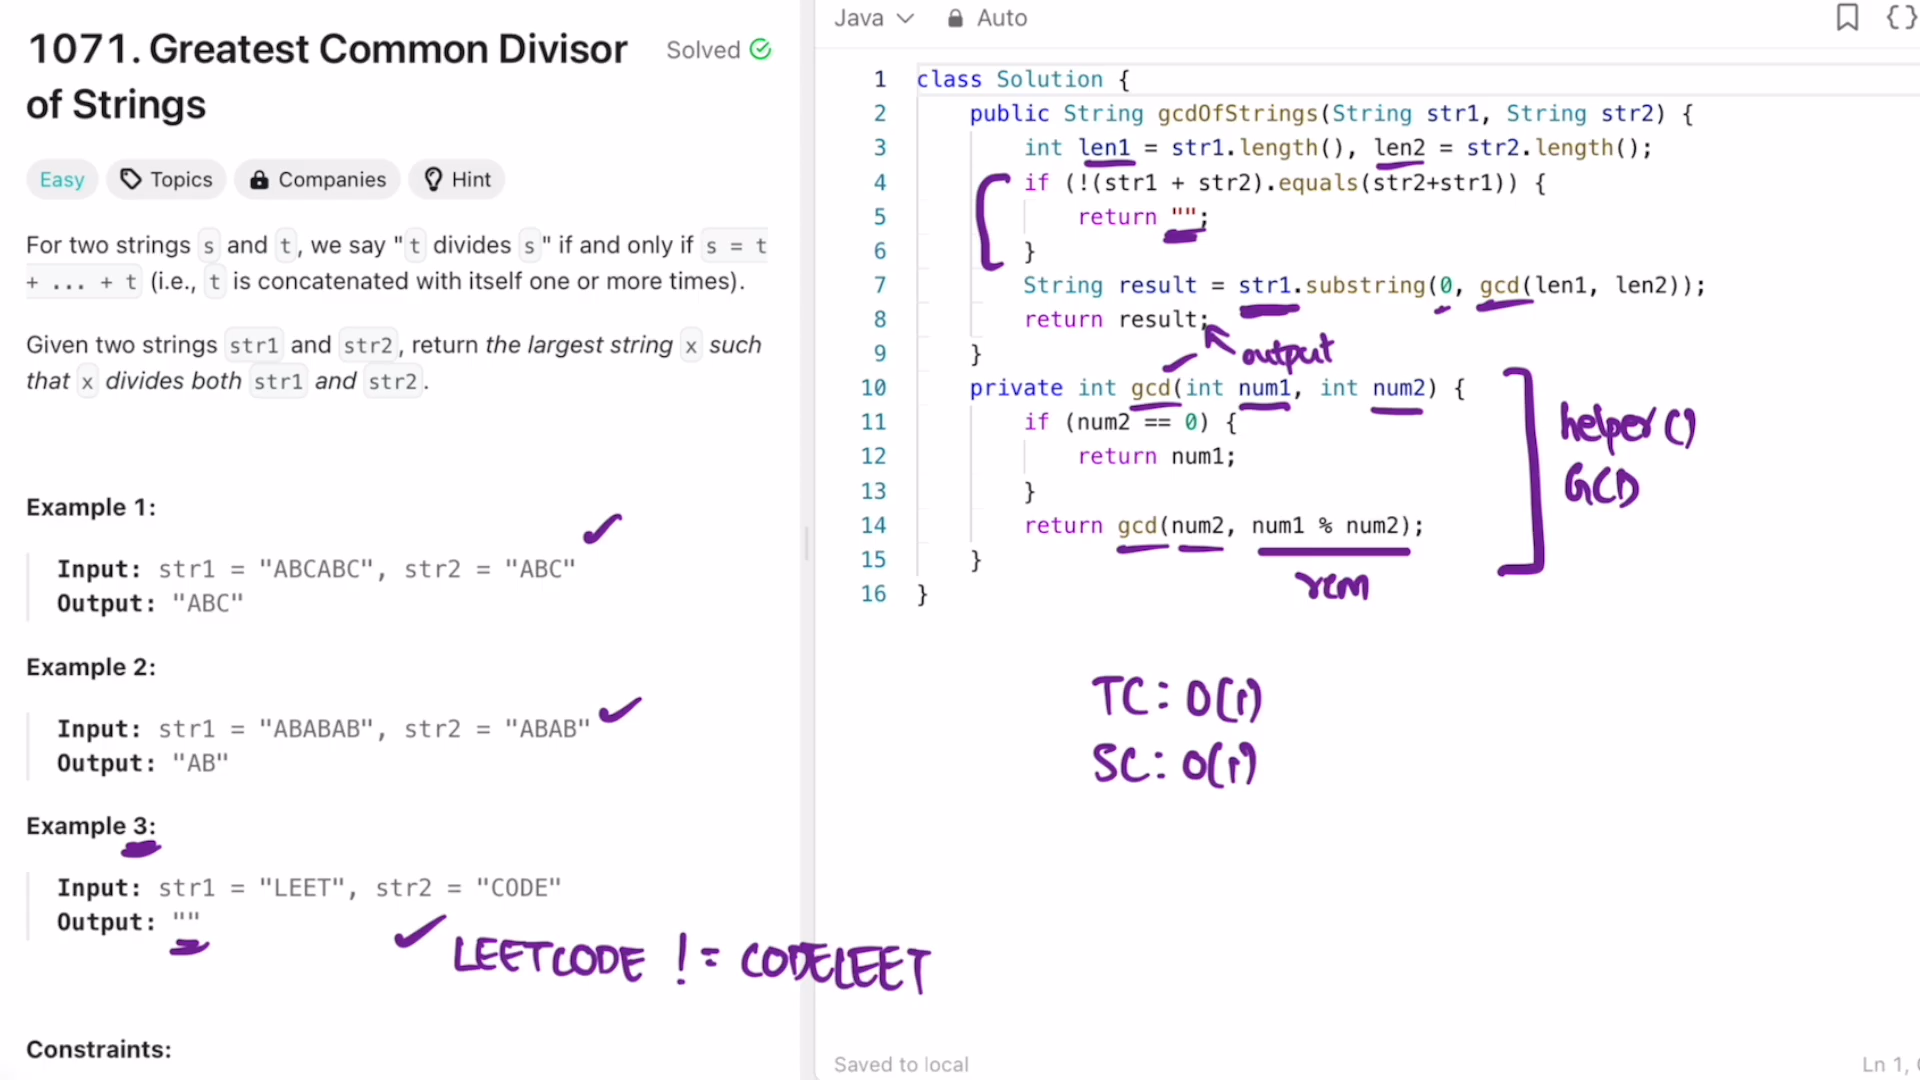 1071. Greatest Common Divisor
of Strings
Solved
Easy
Topics
Companies
Hint
For two strings s and t, we say "t divides s" if and only if s = t
+ ... + t (i.e., t is concatenated with itself one or more times).
Given two strings str1 and str2, return the largest string x such
that x divides both str1 and str2.
Example 1:
Input: str1 = "ABCABC", str2 = "ABC"
Output: "ABC"
Example 2:
Input: str1 = "ABABAB", str2 = "ABAB"
Output: "AB"
Example 3:
Input: str1 = "LEET", str2 = "CODE"
Output: ""
LEETCODE != CODELEET
Constraints:
Java
Auto
{}
1 class Solution {
2 public String gcdOfStrings(String str1, String str2) {
3 int len1 = str1.length(), len2 = str2.length();
4 if (!(str1 + str2).equals(str2+str1)) {
5 return "";
6 }
7 String result = str1.substring(0, gcd(len1, len2));
8 return result;
output
9 }
10 private int gcd(int num1, int num2) {
11 if (num2 == 0) {
12 return num1;
13 }
14 return gcd(num2, num1 % num2);
15 }
16 }
helper()
GCD
rem
TC: O(1)
SC: O(1)
Saved to local
Ln 1,